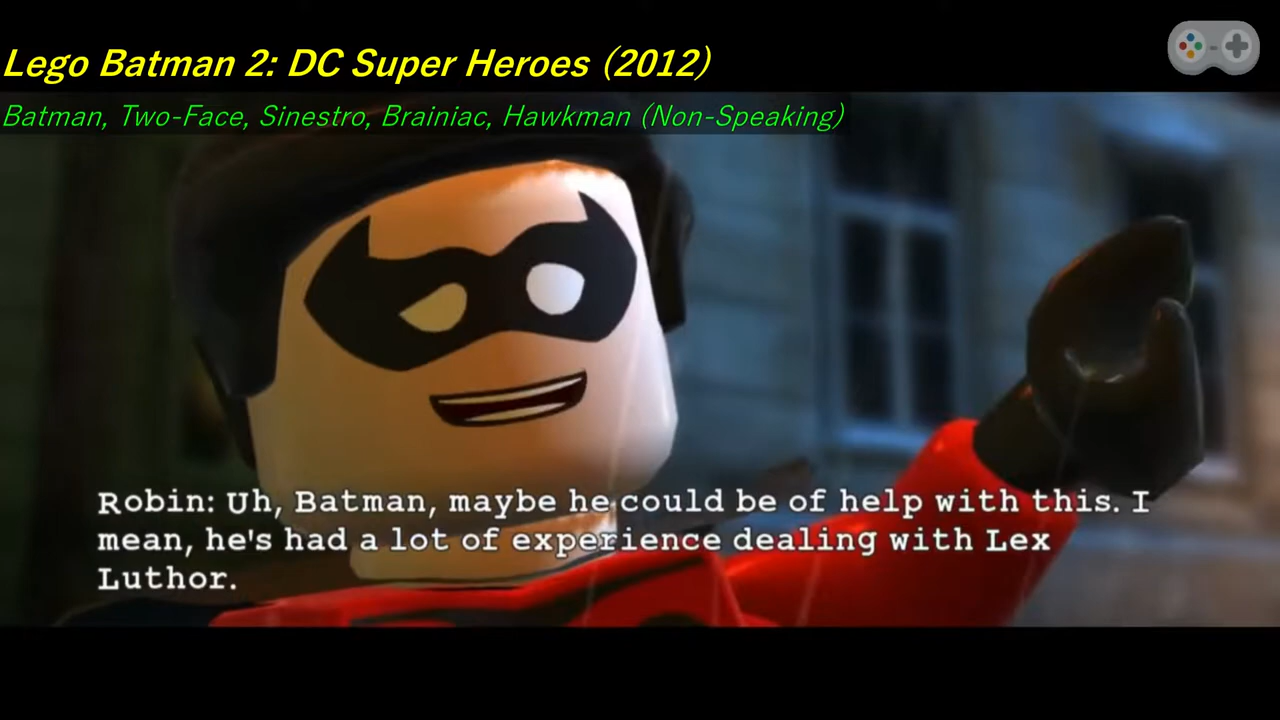 Lego Batman 2: DC Super Heroes (2012)
Batman, Two-Face, Sinestro, Brainiac, Hawkman (Non-Speaking)
Robin: Uh, Batman, maybe he could be of help with this. I
mean, he's had a lot of experience dealing with Lex
Luthor.